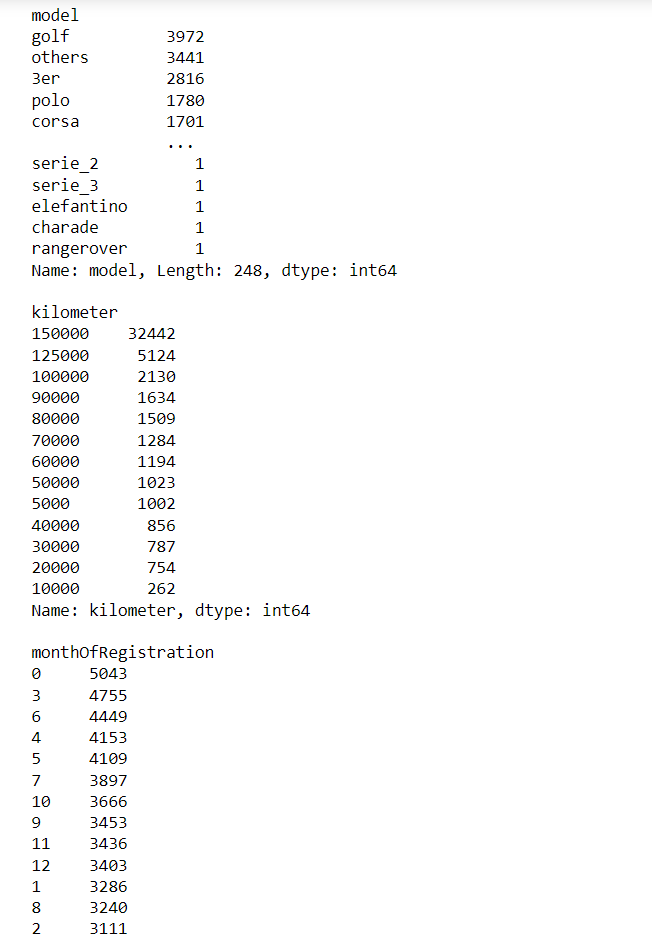 model
golf 3972
others 3441
3er 2816
polo 1780
corsa 1701
...
serie_2 1
serie_3 1
elefantino 1
charade 1
rangerover 1
Name: model, Length: 248, dtype: int64
kilometer
150000 32442
125000 5124
100000 2130
90000 1634
80000 1509
70000 1284
60000 1194
50000 1023
5000 1002
40000 856
30000 787
20000 754
10000 262
Name: kilometer, dtype: int64
monthOfRegistration
0 5043
3 4755
6 4449
4 4153
5 4109
7 3897
10 3666
9 3453
11 3436
12 3403
1 3286
8 3240
2 3111